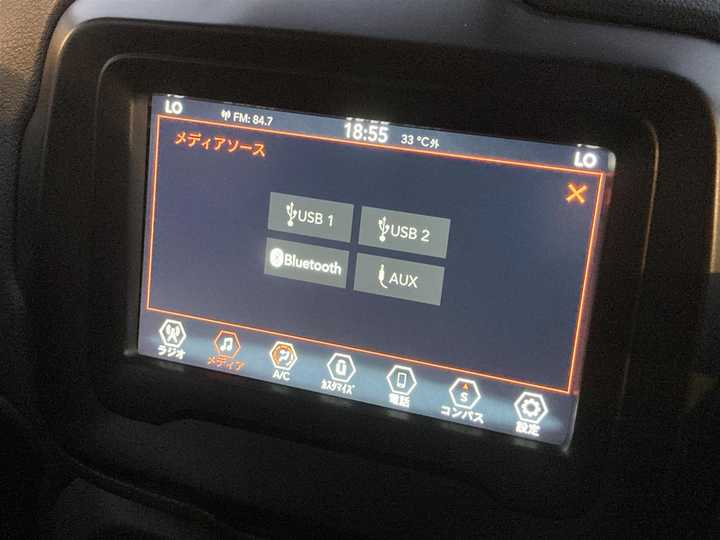 LO
FM: 84.7
18:55
33 °C外
LO
メディアソース
USB 1
USB 2
Bluetooth
AUX
ラジオ
メディア
A/C
カスタマイズ
電話
S
コンパス
設定